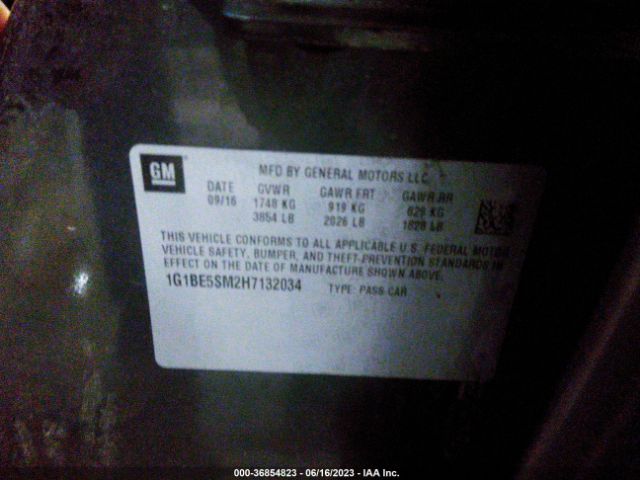 GM
MFD BY GENERAL MOTORS LLC
DATE GVWR GAWR FRT GAWR RR
09/16 1748 KG 919 KG 829 KG
3854 LB 2026 LB 1828 LB
THIS VEHICLE CONFORMS TO ALL APPLICABLE U.S. FEDERAL MOTOR
VEHICLE SAFETY, BUMPER, AND THEFT-PREVENTION STANDARDS IN
EFFECT ON THE DATE OF MANUFACTURE SHOWN ABOVE.
1G1BE5SM2H7132034 TYPE: PASS CAR
000-36854823 - 06/16/2023 - IAA Inc.